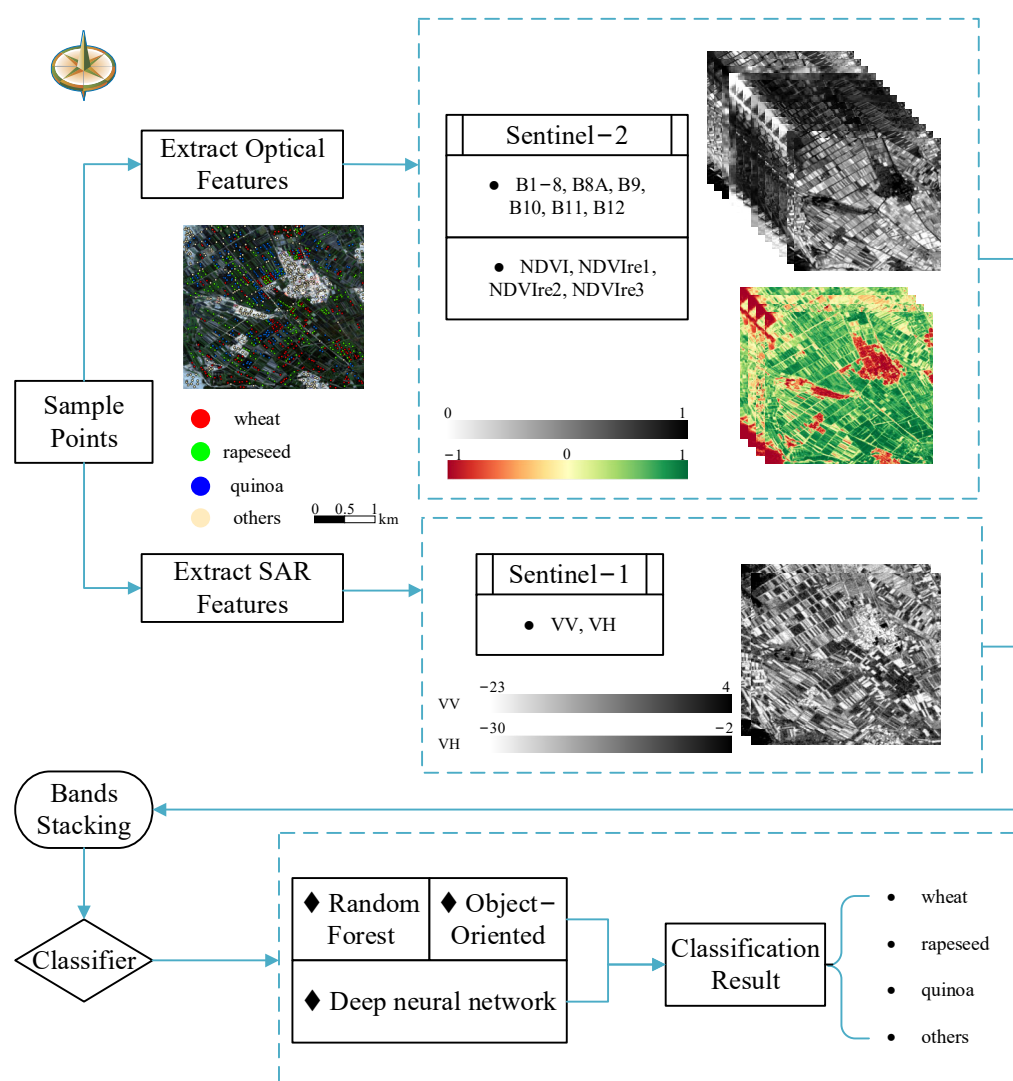 Extract Optical
Features
Sentinel−2
● B1−8, B8A, B9,
B10, B11, B12
● NDVI, NDVIre1,
NDVIre2, NDVIre3
0 1
−1 0 1
Sample
Points
wheat
rapeseed
quinoa
others
0 0.5 1
km
Extract SAR
Features
Sentinel−1
● VV, VH
−23 4
VV
−30 −2
VH
Bands
Stacking
Classifier
♦ Random
Forest
♦ Object−
Oriented
♦ Deep neural network
Classification
Result
● wheat
● rapeseed
● quinoa
● others